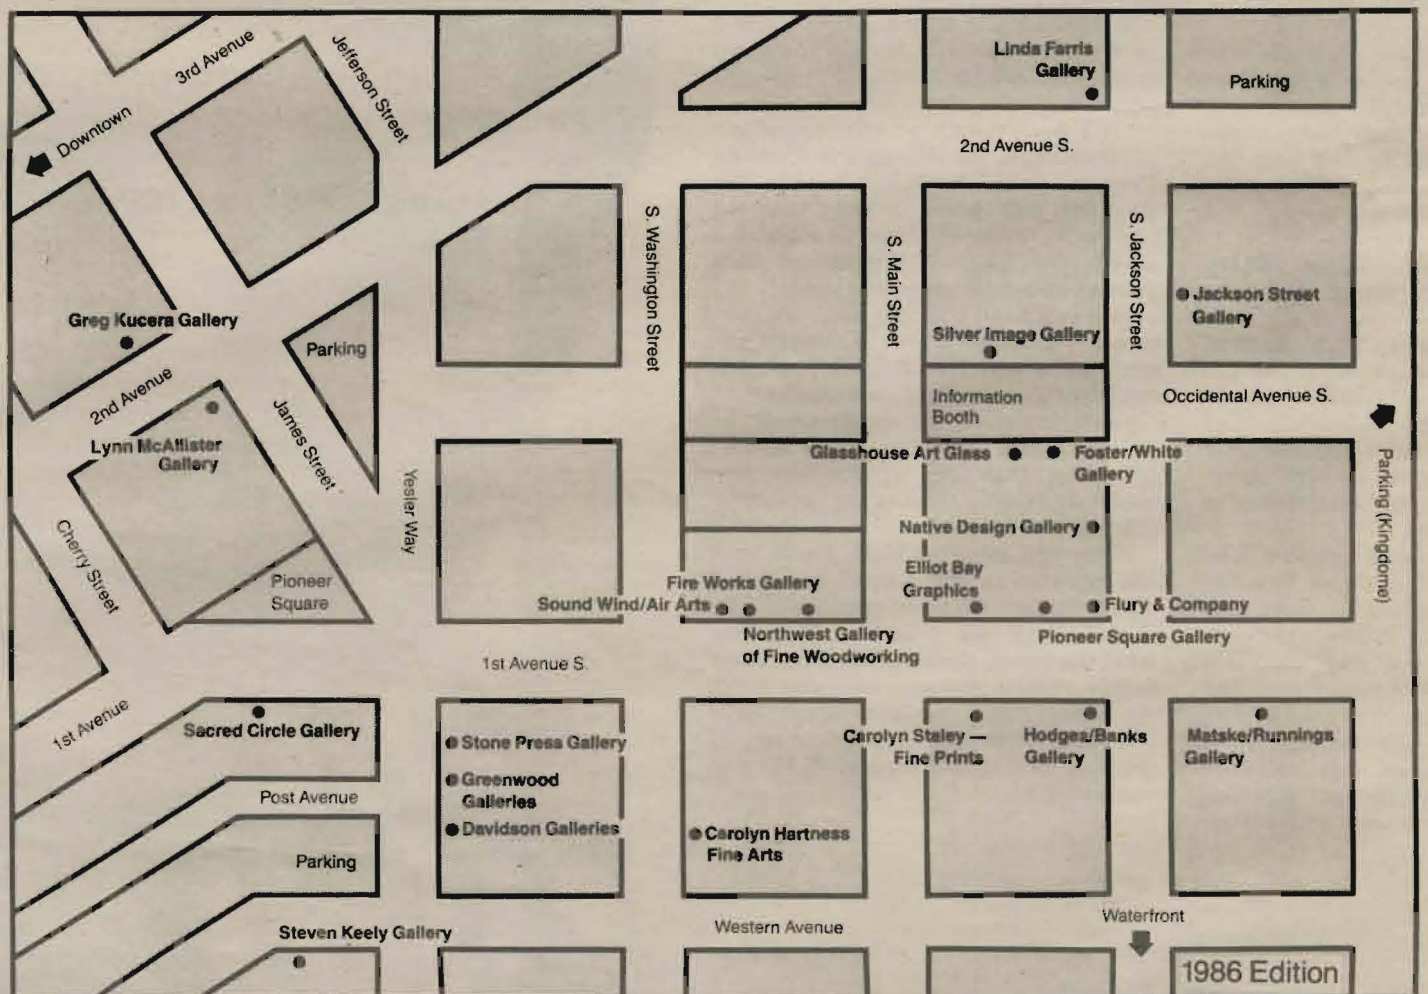 3rd Avenue
Jefferson Street
Downtown
Linda Farris
Gallery
Parking
2nd Avenue S.
S. Washington Street
S. Main Street
S. Jackson Street
Jackson Street
Gallery
Greg Kucera Gallery
Parking
Silver Image Gallery
2nd Avenue
James Street
Information
Booth
Occidental Avenue S.
Lynn McAllister
Gallery
Glasshouse Art Glass
Foster/White
Gallery
Yesler Way
Parking (Kingdome)
Cherry Street
Native Design Gallery
Pioneer
Square
Fire Works Gallery
Elliot Bay
Graphics
Sound Wind/Air Arts
Flury & Company
Northwest Gallery
of Fine Woodworking
Pioneer Square Gallery
1st Avenue S.
1st Avenue
Sacred Circle Gallery
Stone Press Gallery
Carolyn Staley —
Fine Prints
Hodges/Banks
Gallery
Matske/Runnings
Gallery
Greenwood
Galleries
Post Avenue
Davidson Galleries
Carolyn Hartness
Fine Arts
Parking
Western Avenue
Waterfront
Steven Keely Gallery
1986 Edition